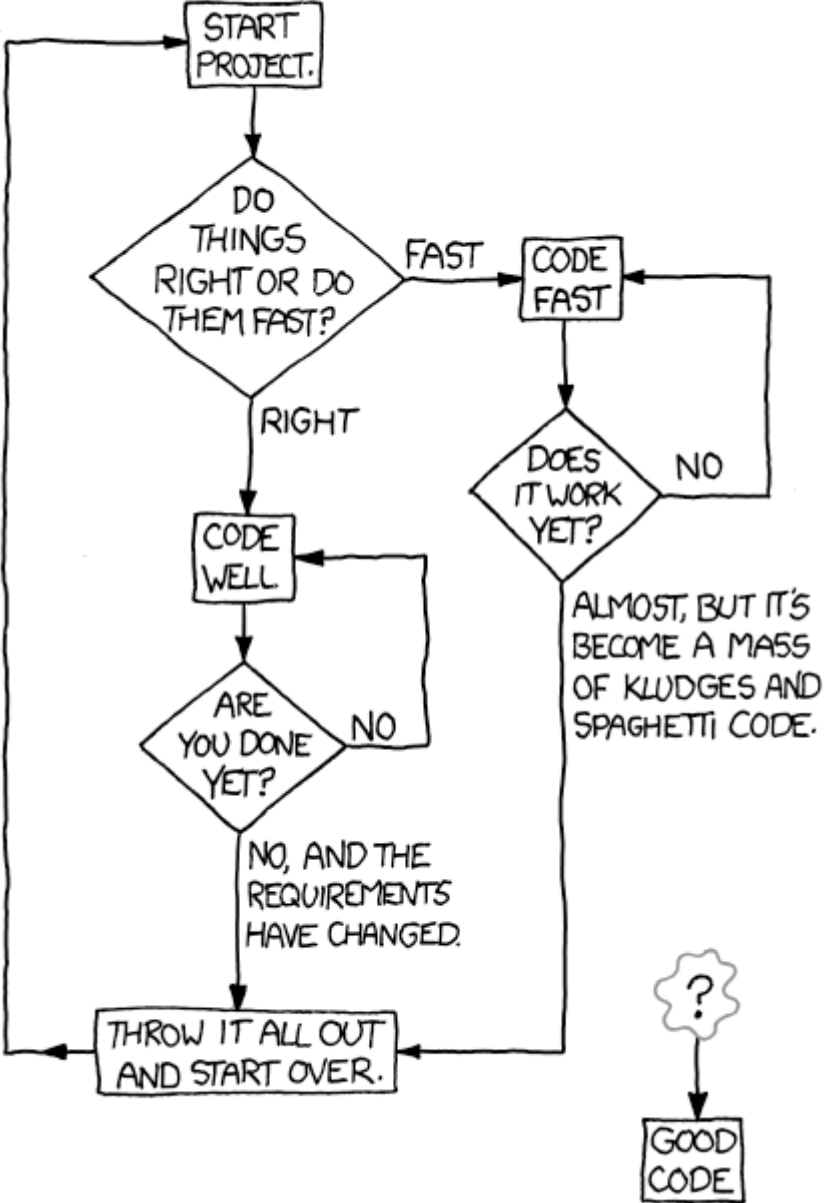 START
PROJECT.
DO
THINGS
RIGHT OR DO
THEM FAST?
FAST
CODE
FAST
RIGHT
DOES
IT WORK
YET?
NO
CODE
WELL.
ARE
YOU DONE
YET?
NO
ALMOST, BUT IT'S
BECOME A MASS
OF KLUDGES AND
SPAGHETTI CODE.
NO, AND THE
REQUIREMENTS
HAVE CHANGED.
THROW IT ALL OUT
AND START OVER.
?
GOOD
CODE